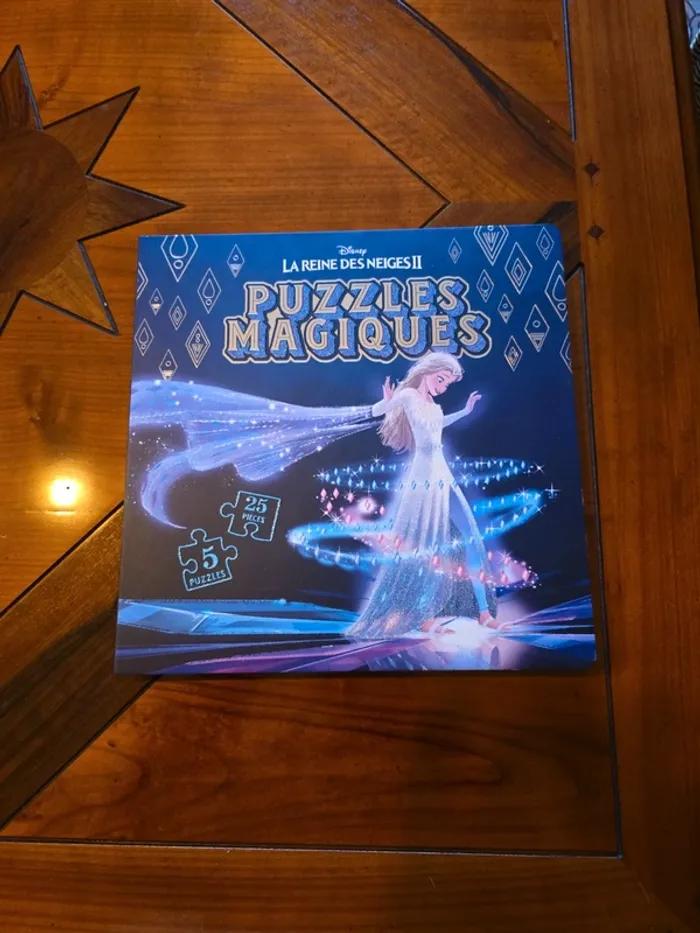 Disney
LA REINE DES NEIGES II
PUZZLES
MAGIQUES
25
PIÈCES
5
PUZZLES